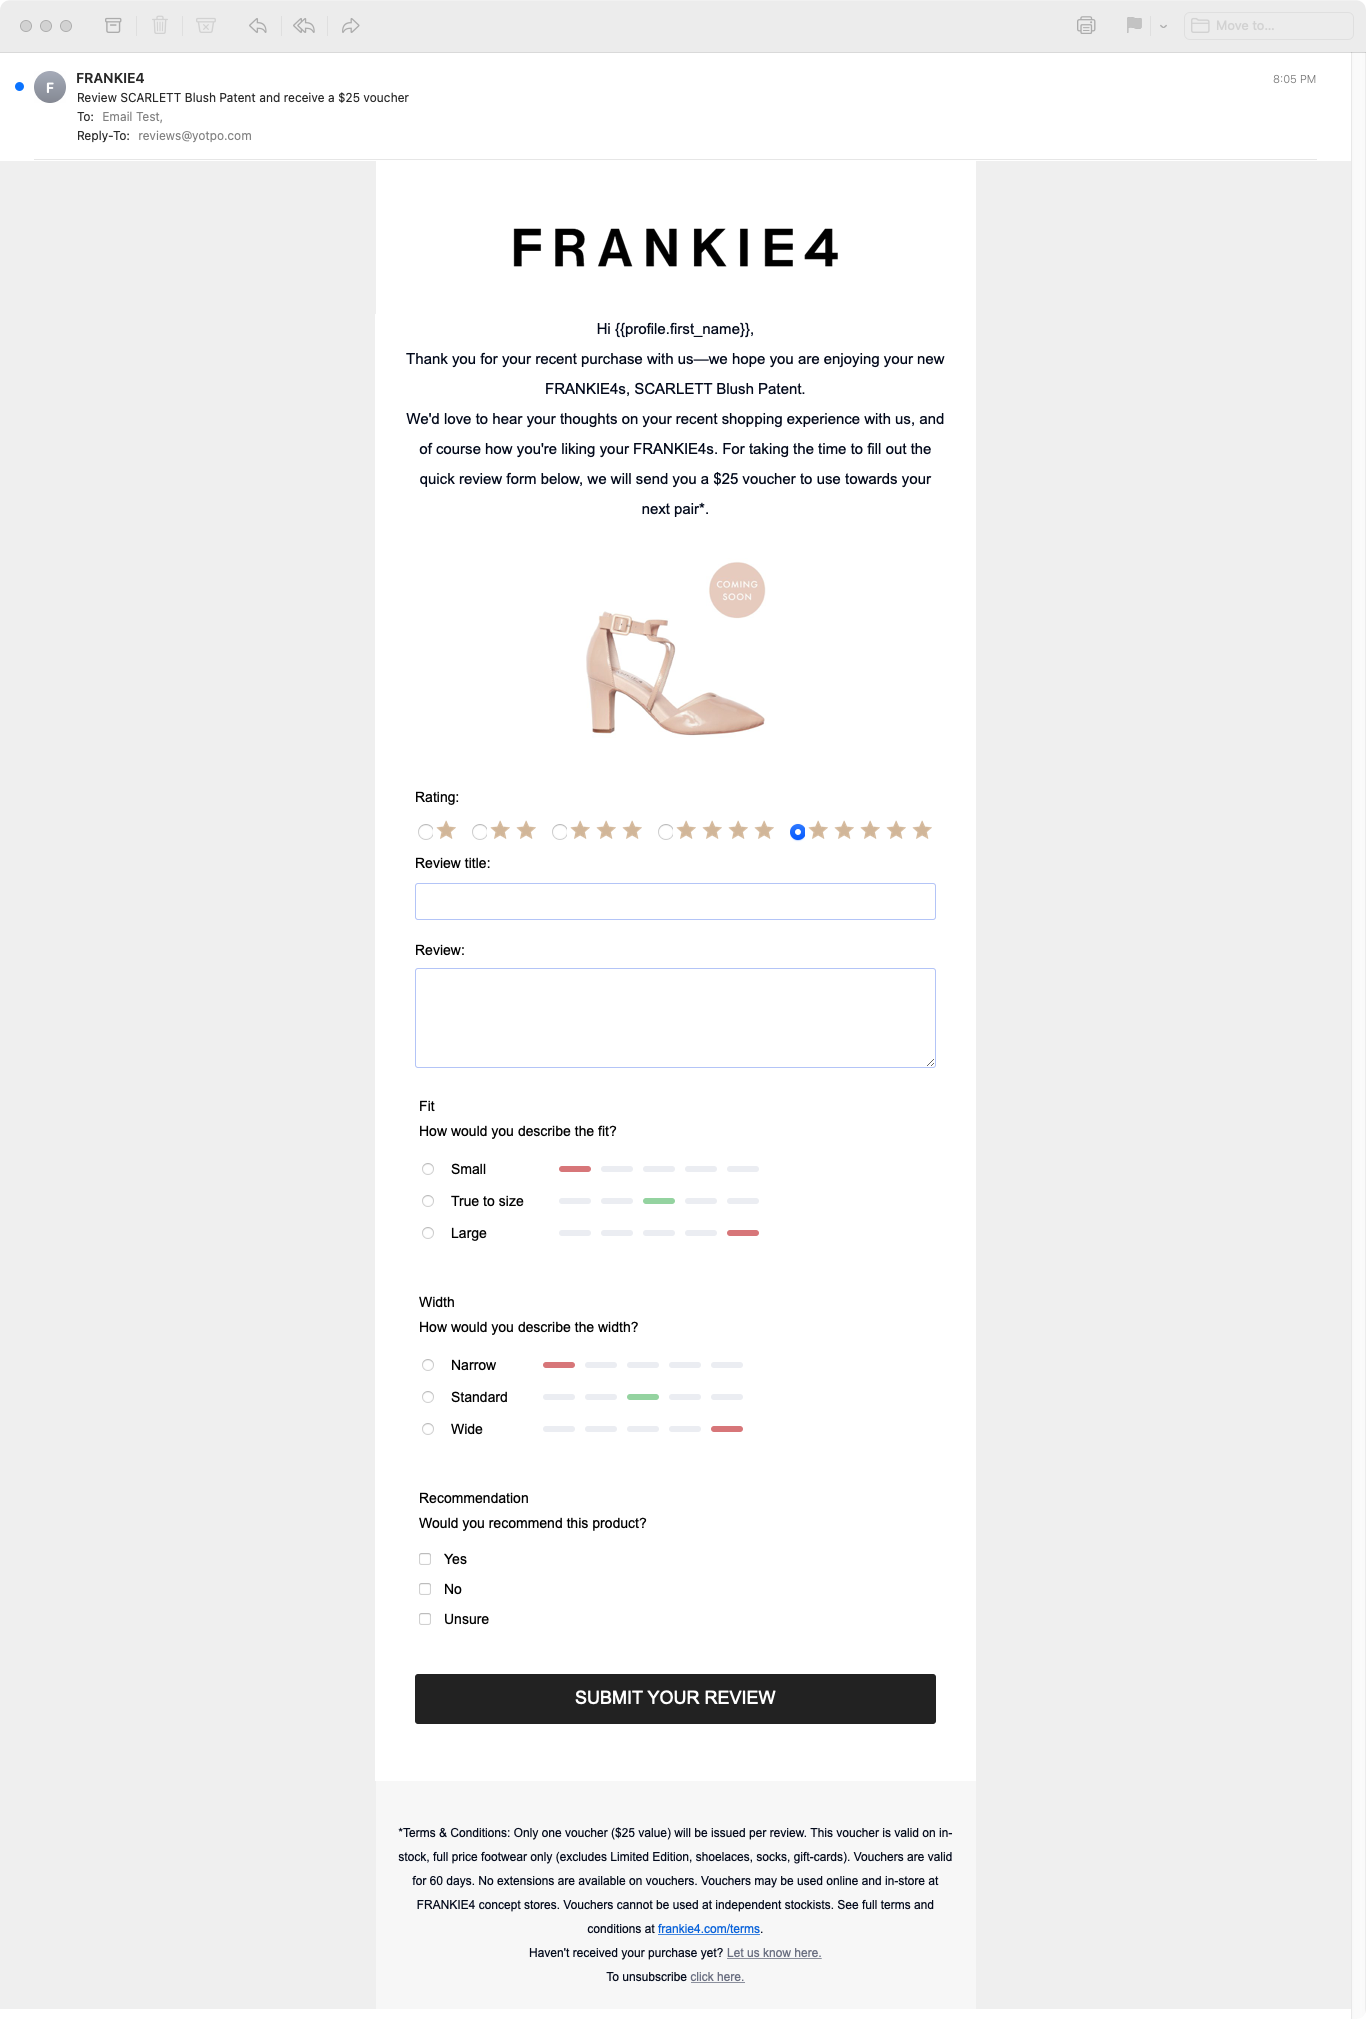 Move to...
F
FRANKIE4
8:05 PM
Review SCARLETT Blush Patent and receive a $25 voucher
To: Email Test,
Reply-To: reviews@yotpo.com
FRANKIE4
Hi {{profile.first_name}},
Thank you for your recent purchase with us—we hope you are enjoying your new
FRANKIE4s, SCARLETT Blush Patent.
We'd love to hear your thoughts on your recent shopping experience with us, and
of course how you're liking your FRANKIE4s. For taking the time to fill out the
quick review form below, we will send you a $25 voucher to use towards your
next pair*.
COMING
SOON
Rating:
Review title:
Review:
Fit
How would you describe the fit?
Small
True to size
Large
Width
How would you describe the width?
Narrow
Standard
Wide
Recommendation
Would you recommend this product?
Yes
No
Unsure
SUBMIT YOUR REVIEW
*Terms & Conditions: Only one voucher ($25 value) will be issued per review. This voucher is valid on in-
stock, full price footwear only (excludes Limited Edition, shoelaces, socks, gift-cards). Vouchers are valid
for 60 days. No extensions are available on vouchers. Vouchers may be used online and in-store at
FRANKIE4 concept stores. Vouchers cannot be used at independent stockists. See full terms and
conditions at frankie4.com/terms.
Haven't received your purchase yet? Let us know here.
To unsubscribe click here.